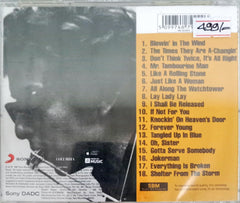 499/-
1. Blowin' In The Wind
2. The Times They Are A-Changin'
3. Don't Think Twice, It's All Right
4. Mr. Tambourine Man
5. Like A Rolling Stone
6. Just Like A Woman
7. All Along The Watchtower
8. Lay Lady Lay
9. I Shall Be Released
10. If Not For You
11. Knockin' On Heaven's Door
12. Forever Young
13. Tangled Up In Blue
14. Oh, Sister
15. Gotta Serve Somebody
16. Jokerman
17. Everything Is Broken
18. Shelter From The Storm
SONY
COLUMBIA
MUSIC
SBM
Sony DADC